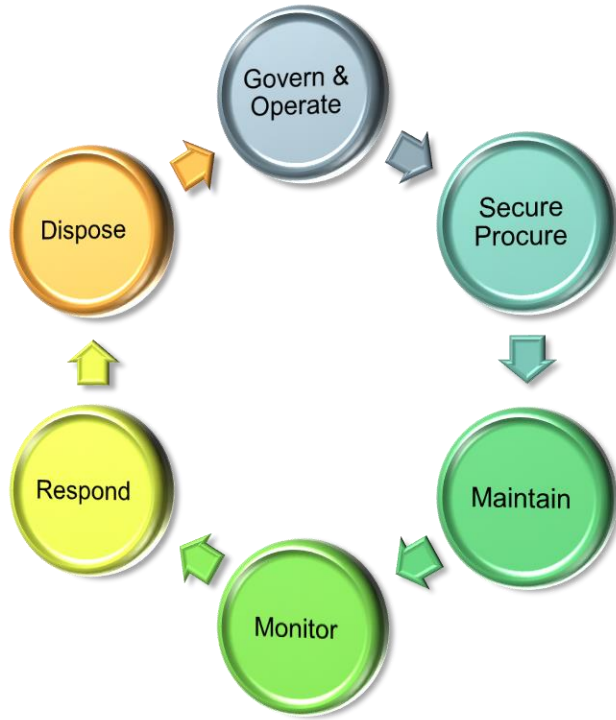 Govern &
Operate
Secure
Procure
Maintain
Monitor
Respond
Dispose